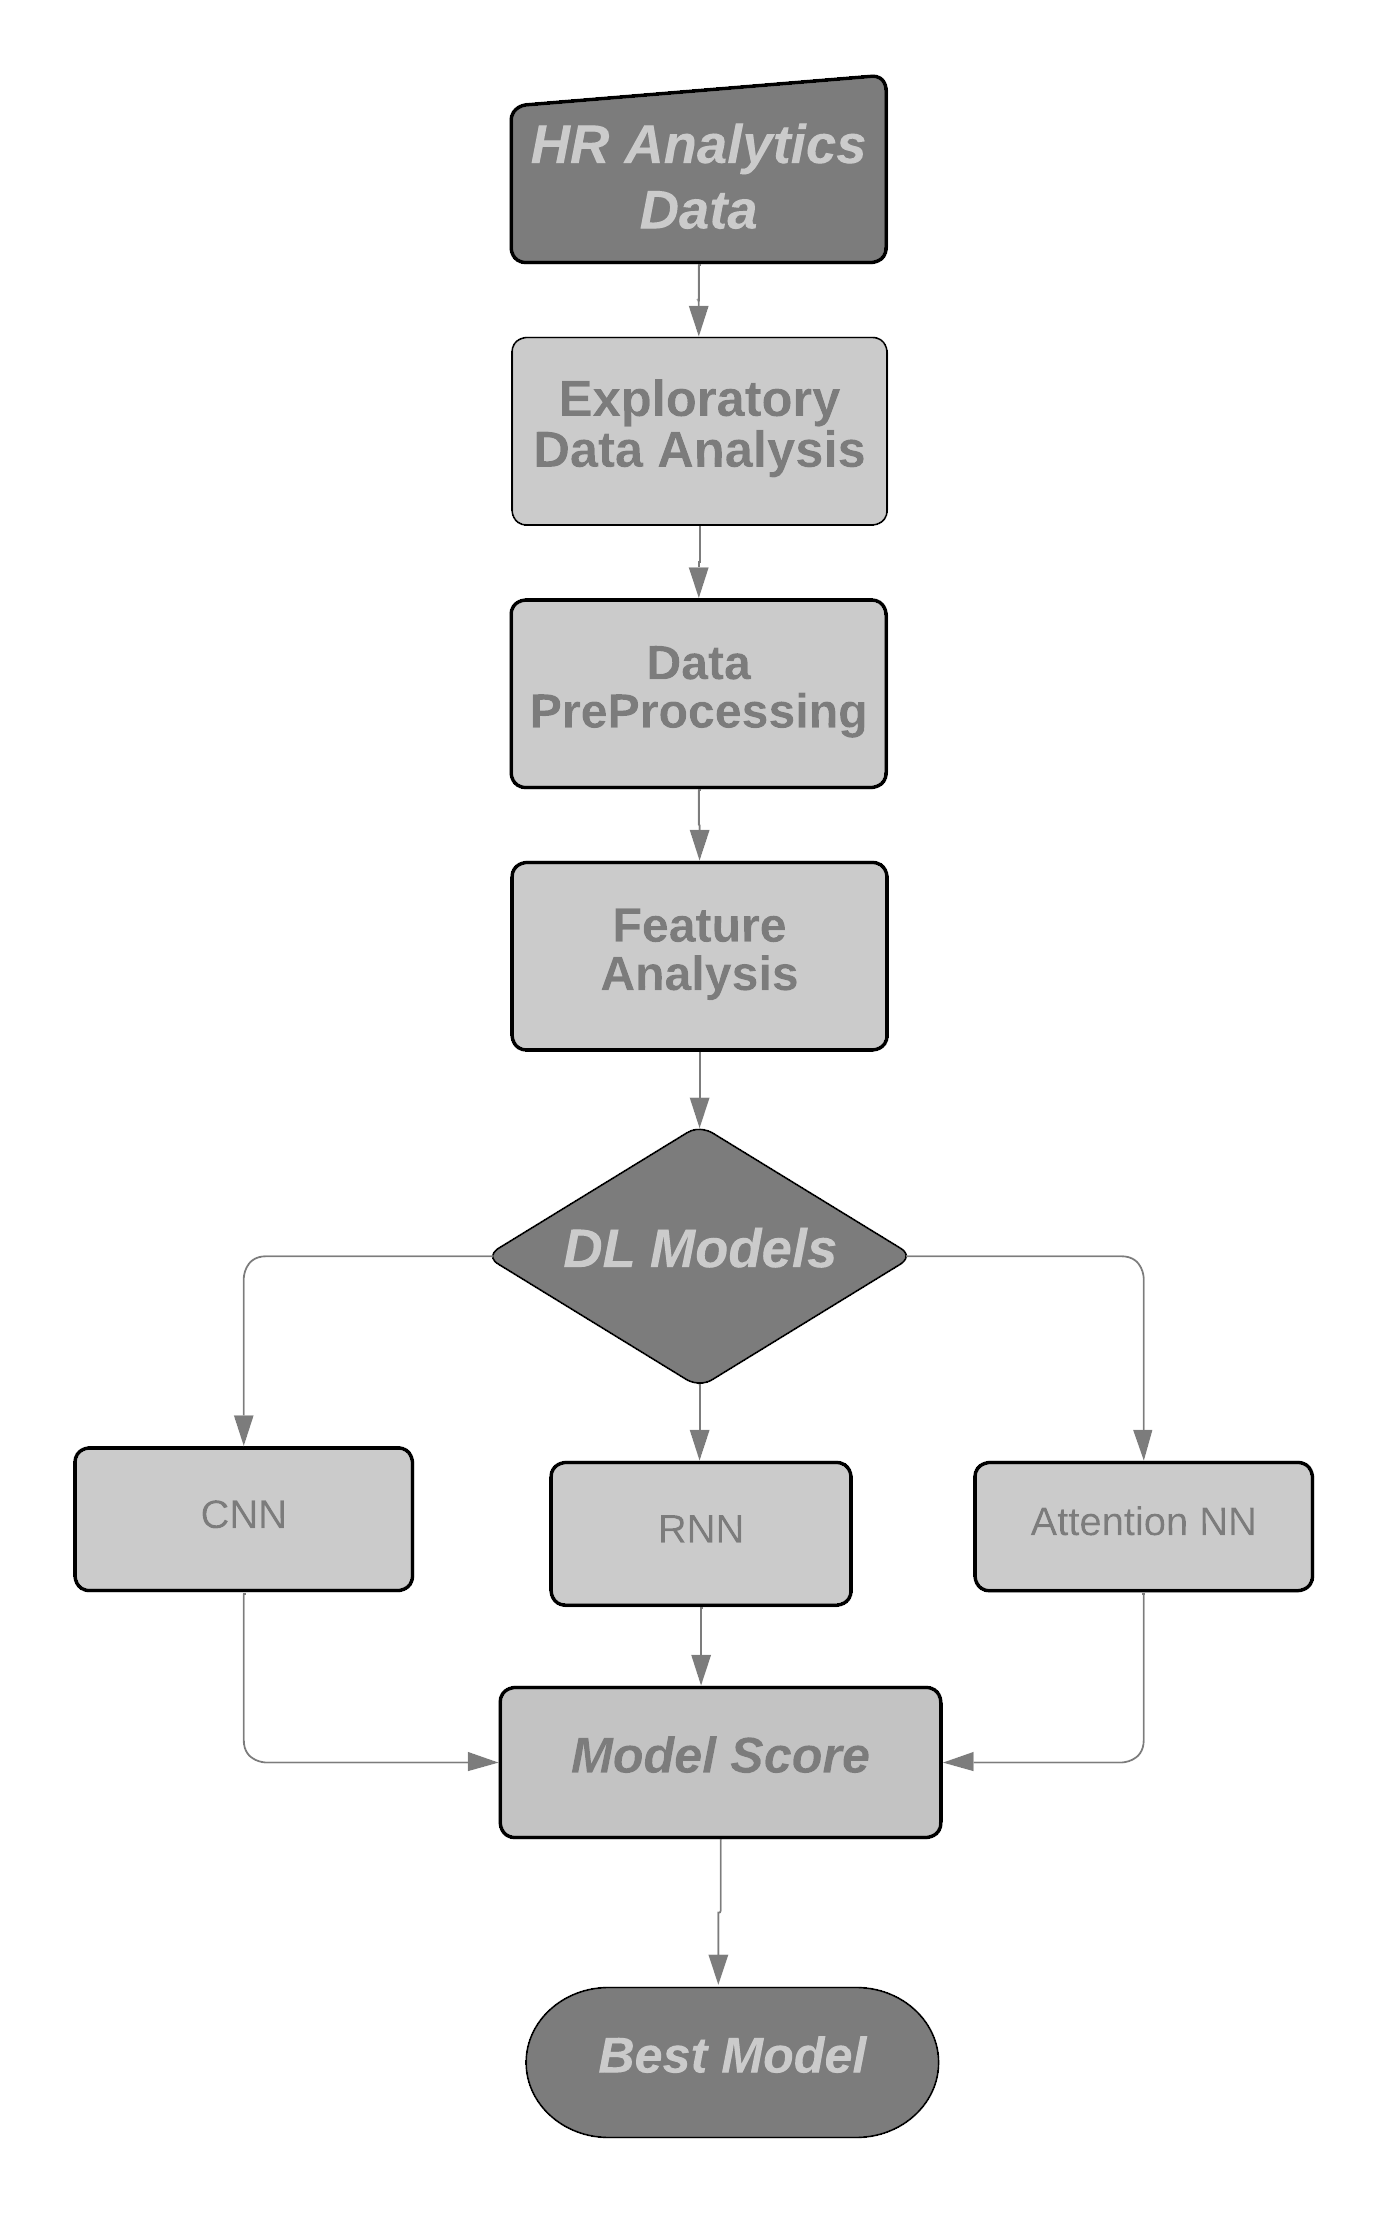 HR Analytics
Data
Exploratory
Data Analysis
Data
PreProcessing
Feature
Analysis
DL Models
CNN
RNN
Attention NN
Model Score
Best Model